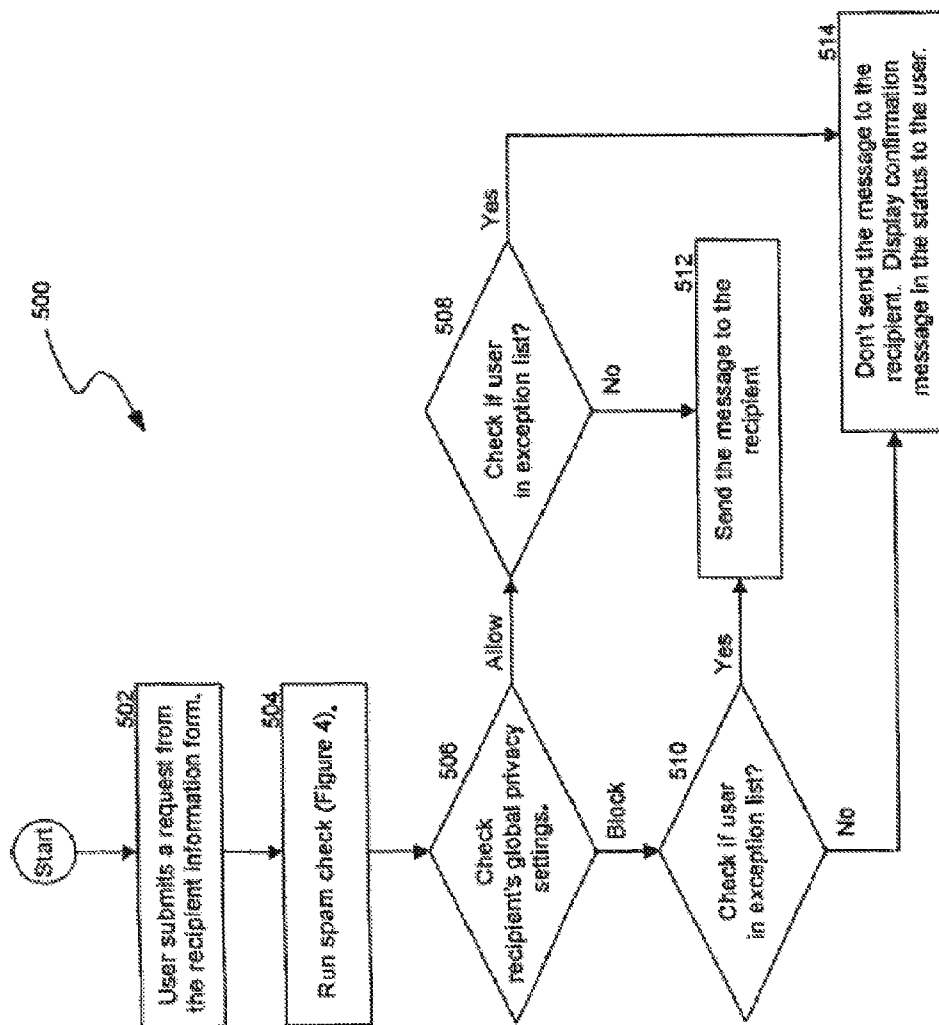 500
Start
502
User submits a request from
the recipient information form.
504
Run spam check (Figure 4).
506
Check
recipient's global privacy
settings.
Allow
Block
508
Check if user
in exception list?
Yes
No
510
Check if user
in exception list?
Yes
No
512
Send the message to the
recipient
514
Don't send the message to the
recipient. Display confirmation
message in the status to the user.